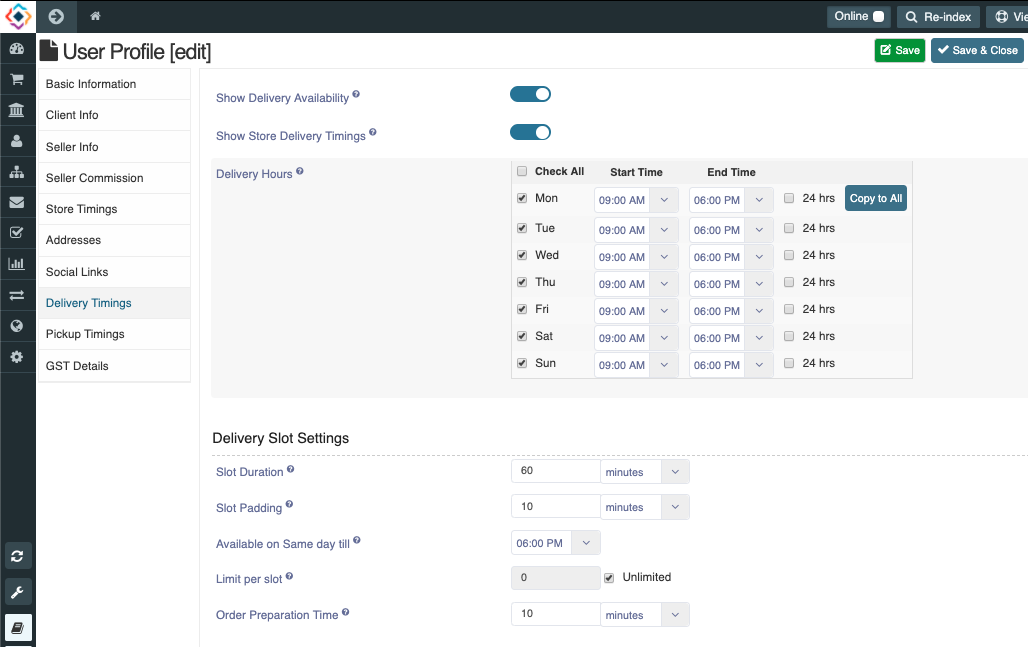 Online
Re-index
Vie
User Profile [edit]
Save
Save & Close
Basic Information
Client Info
Seller Info
Seller Commission
Store Timings
Addresses
Social Links
Delivery Timings
Pickup Timings
GST Details
Show Delivery Availability ?
Show Store Delivery Timings ?
Delivery Hours ?
Check All Start Time End Time
Mon 09:00 AM 06:00 PM 24 hrs Copy to All
Tue 09:00 AM 06:00 PM 24 hrs
Wed 09:00 AM 06:00 PM 24 hrs
Thu 09:00 AM 06:00 PM 24 hrs
Fri 09:00 AM 06:00 PM 24 hrs
Sat 09:00 AM 06:00 PM 24 hrs
Sun 09:00 AM 06:00 PM 24 hrs
Delivery Slot Settings
Slot Duration ? 60 minutes
Slot Padding ? 10 minutes
Available on Same day till ? 06:00 PM
Limit per slot ? 0 Unlimited
Order Preparation Time ? 10 minutes